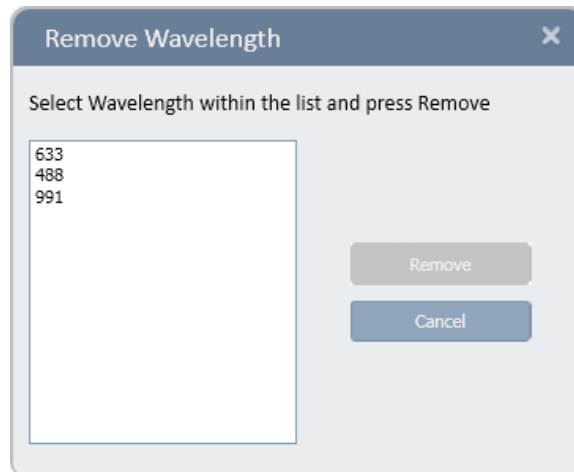 Remove Wavelength
Select Wavelength within the list and press Remove
633
488
991
Remove
Cancel